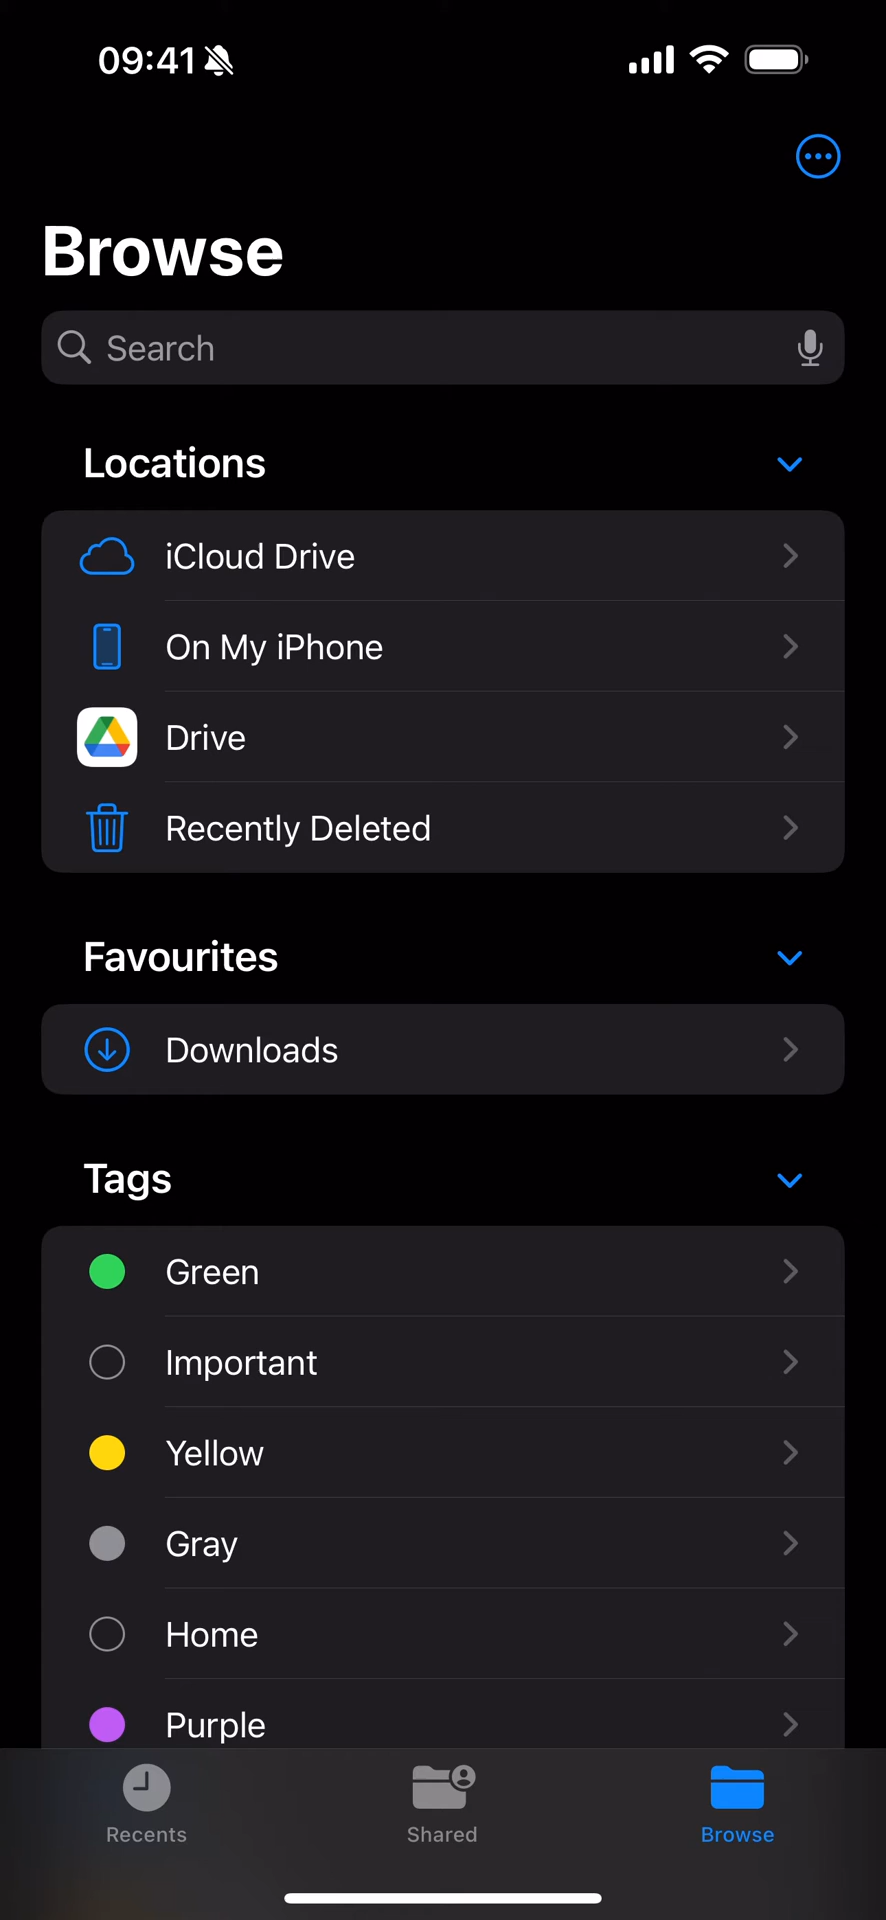 09:41
Browse
Search
Locations
iCloud Drive
On My iPhone
Drive
Recently Deleted
Favourites
Downloads
Tags
Green
Important
Yellow
Gray
Home
Purple
Recents
Shared
Browse